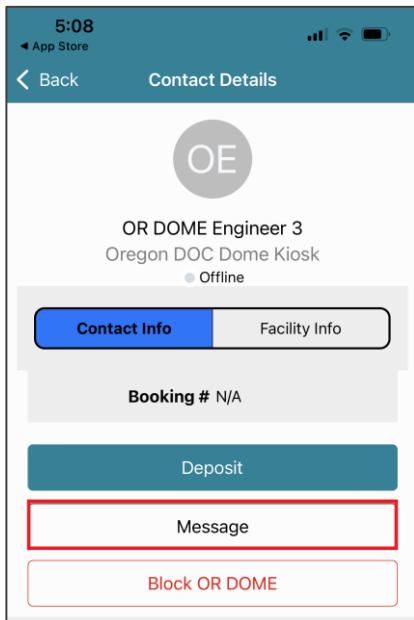 5:08
◀ App Store
Back
Contact Details
OE
OR DOME Engineer 3
Oregon DOC Dome Kiosk
Offline
Contact Info
Facility Info
Booking # N/A
Deposit
Message
Block OR DOME